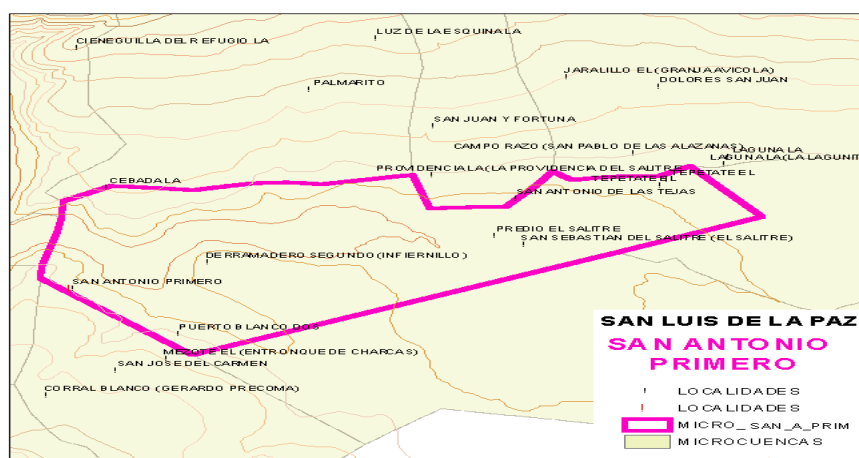 LUZ DE LA ESQUINA LA
CIENEGUILLA DEL REFUGIO LA
JARALILLO EL (GRANJA AVICOLA)
DOLORES SAN JUAN
PALMARITO
SAN JUAN Y FORTUNA
CAMPO RAZO (SAN PABLO DE LAS ALAZANAS)
LAGUNA LA
LAGUNA LA (LA LAGUNIT
PROVIDENCIA LA (LA PROVIDENCIA DEL SALITRE
TEPETATE EL
TEPETATE EL
CEBADA LA
SAN ANTONIO DE LAS TEJAS
PREDIO EL SALITRE
SAN SEBASTIAN DEL SALITRE (EL SALITRE)
DERRAMADERO SEGUNDO (INFIERNILLO)
SAN ANTONIO PRIMERO
PUERTO BLANCO DOS
MEZOTE EL (ENTRONQUE DE CHARCAS)
SAN JOSE DEL CARMEN
CORRAL BLANCO (GERARDO PRECOMA)
SAN LUIS DE LA PAZ
SAN ANTONIO
PRIMERO
LOCALIDADES
LOCALIDADES
MICRO_SAN_A_PRIM
MICROCUENCAS